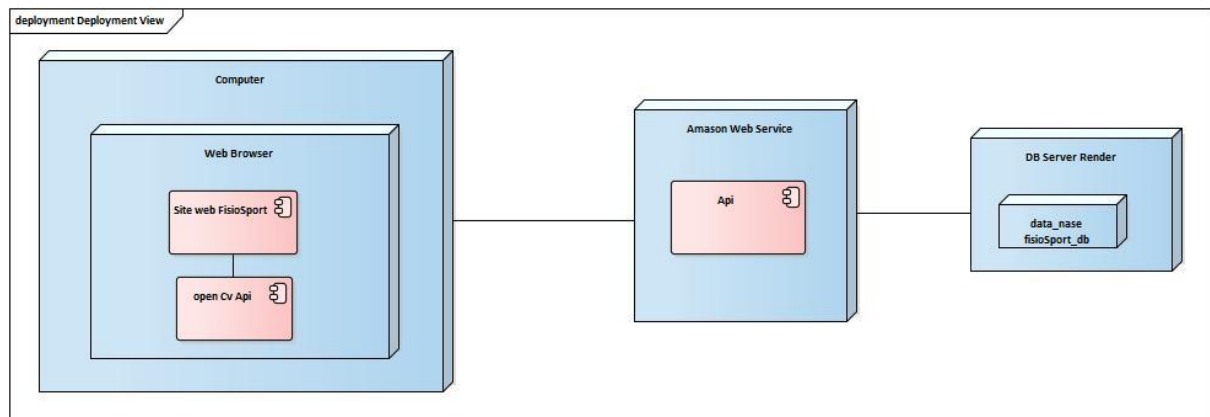 deployment Deployment View
Computer
Web Browser
Site web FisioSport
open Cv Api
Amason Web Service
Api
DB Server Render
data_nase
fisioSport_db